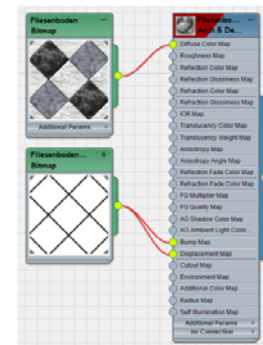 Fliesenboden
Bitmap
Additional Params
Fliesenboden...
Bitmap
Fliesenbo...
Arch & De...
Diffuse Color Map
Roughness Map
Reflection Color Map
Reflection Glossiness Map
Refraction Color Map
Refraction Glossiness Map
IOR Map
Translucency Color Map
Translucency Weight Map
Anisotropy Map
Anisotropy Angle Map
Reflection Fade Color Map
Refraction Fade Color Map
FG Multiplier Map
FG Quality Map
AO Shadow Color Map
AO Ambient Light Color...
Bump Map
Displacement Map
Cutout Map
Environment Map
Additional Color Map
Radius Map
Self Illumination Map
Additional Params
mr Connection